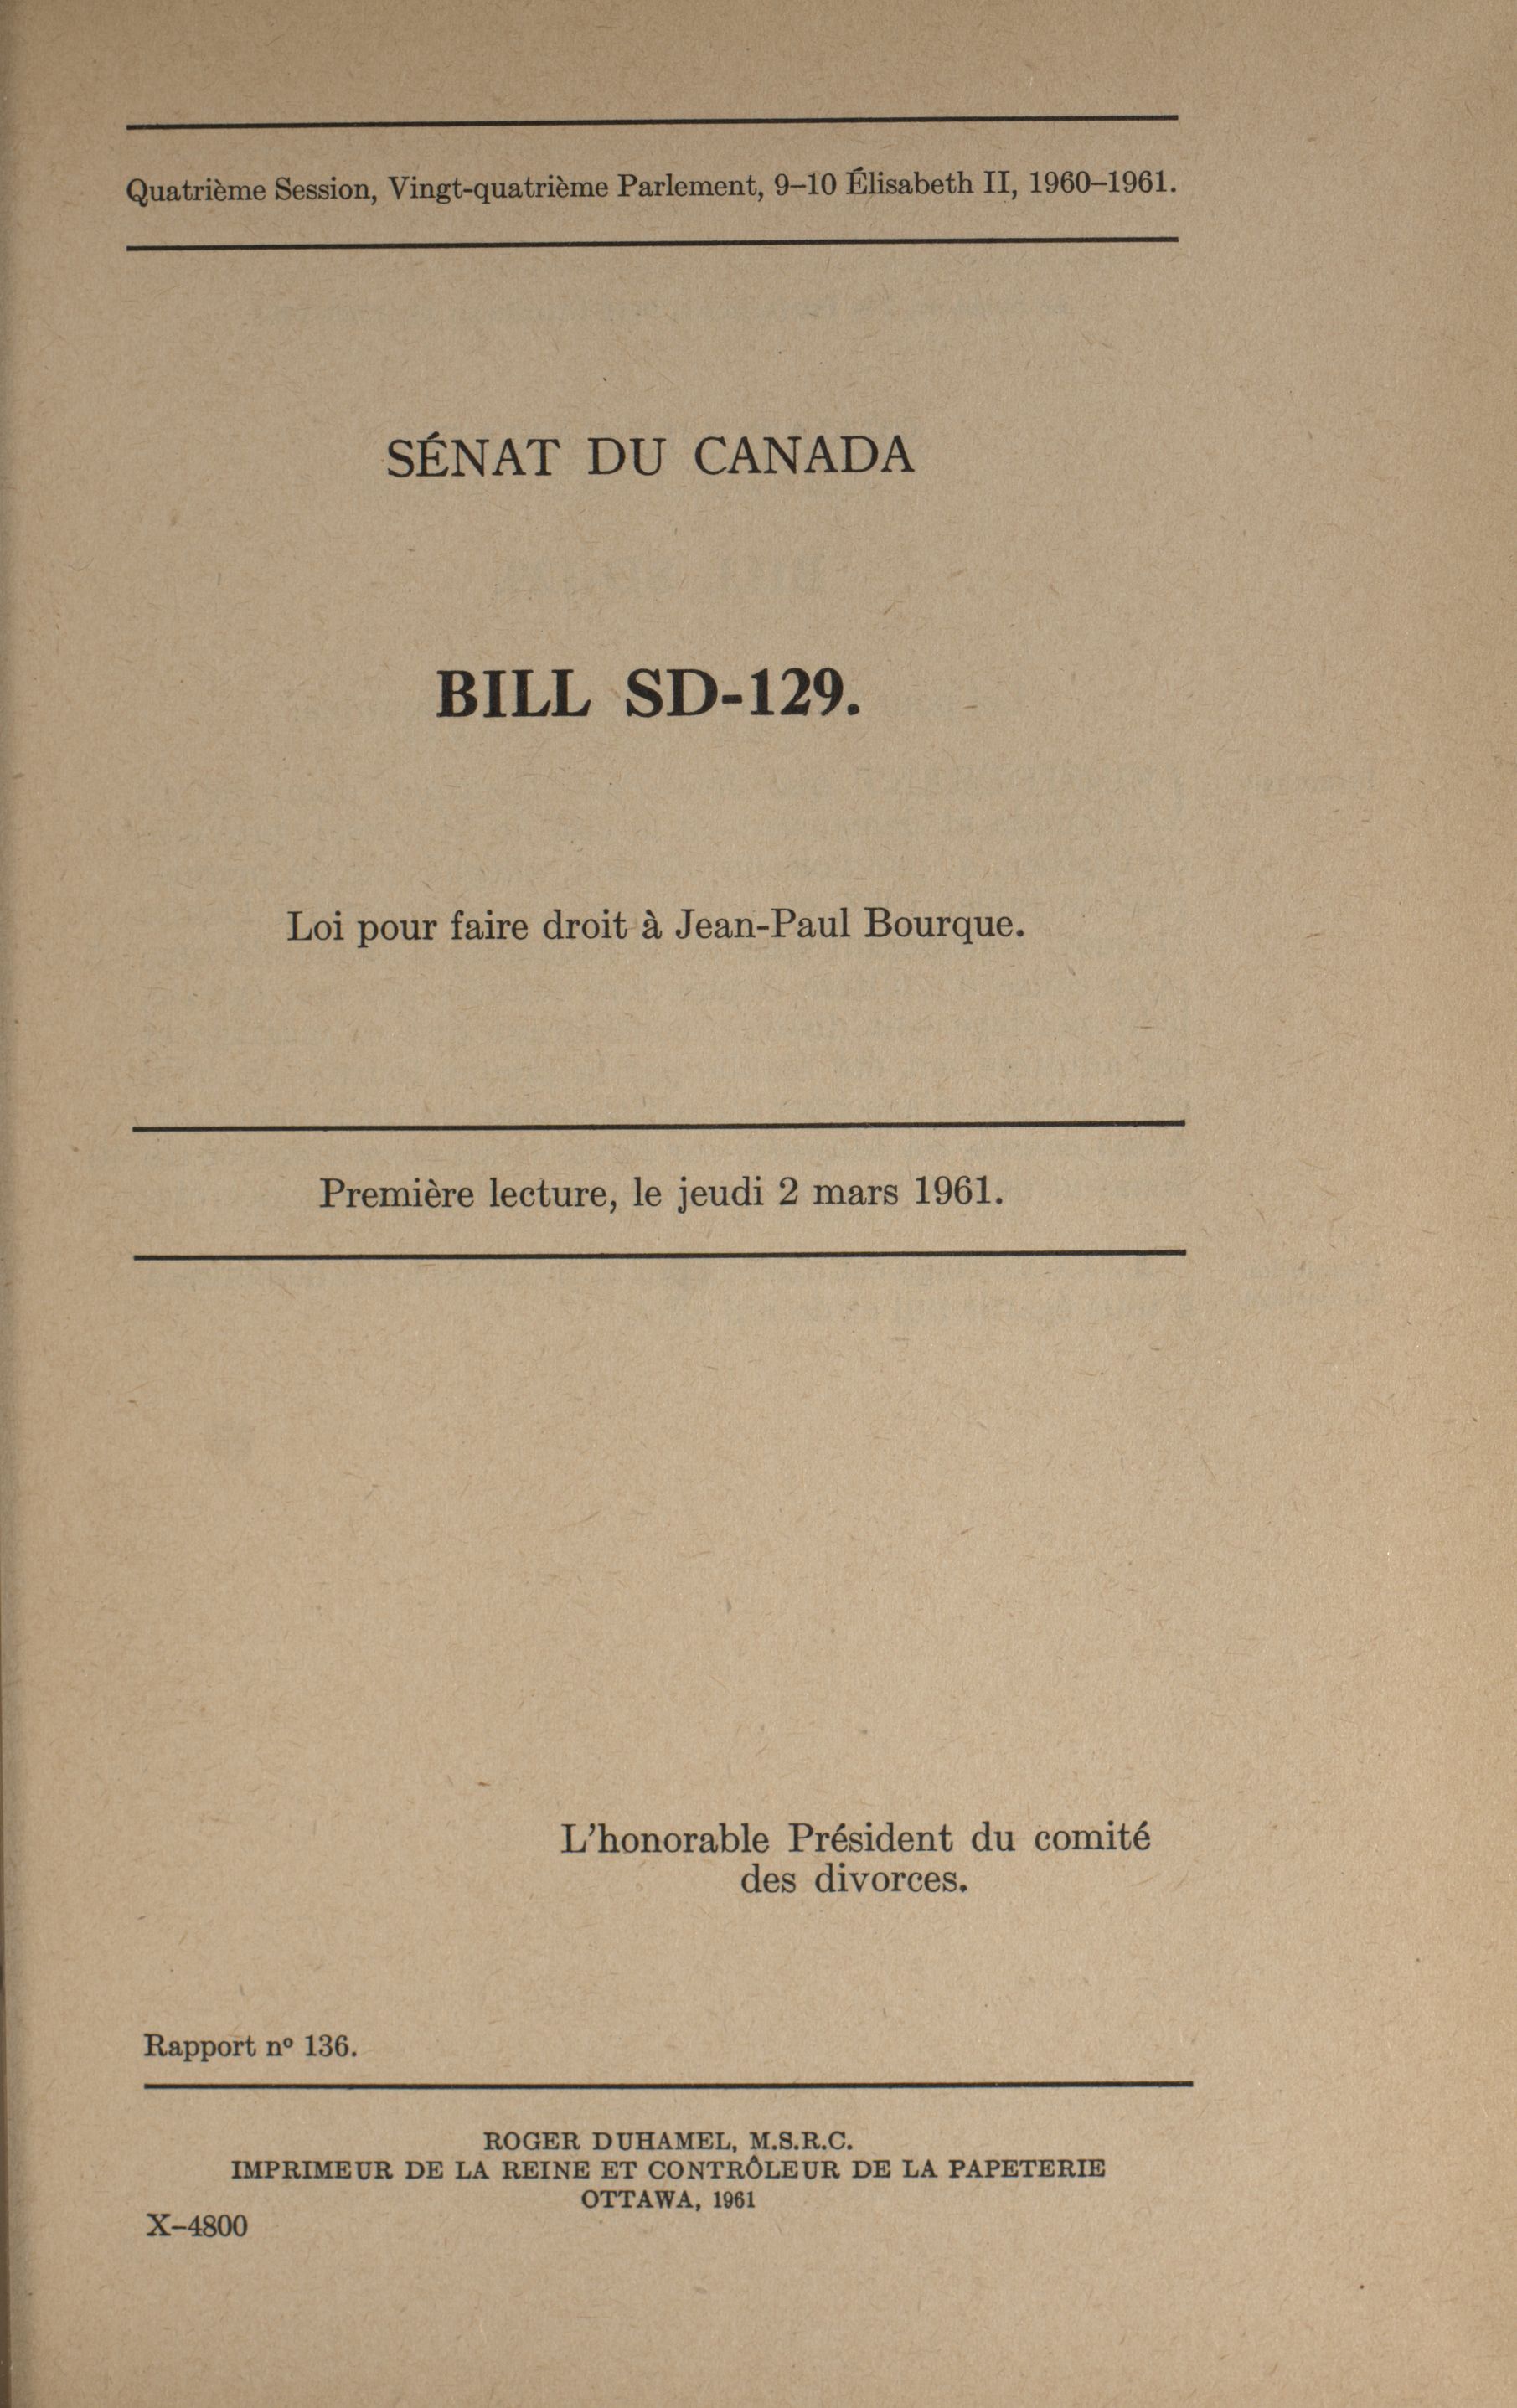 Quatrième Session, Vingt-quatrième Parlement, 9–10 Élisabeth II, 1960–1961.
SÉNAT DU CANADA
BILL SD-129.
Loi pour faire droit à Jean-Paul Bourque.
Première lecture, le jeudi 2 mars 1961.
L'honorable Président du comité
des divorces.
Rapport nº 136.
ROGER DUHAMEL, M.S.R.C.
IMPRIMEUR DE LA REINE ET CONTRÔLEUR DE LA PAPETERIE
OTTAWA, 1961
X–4800